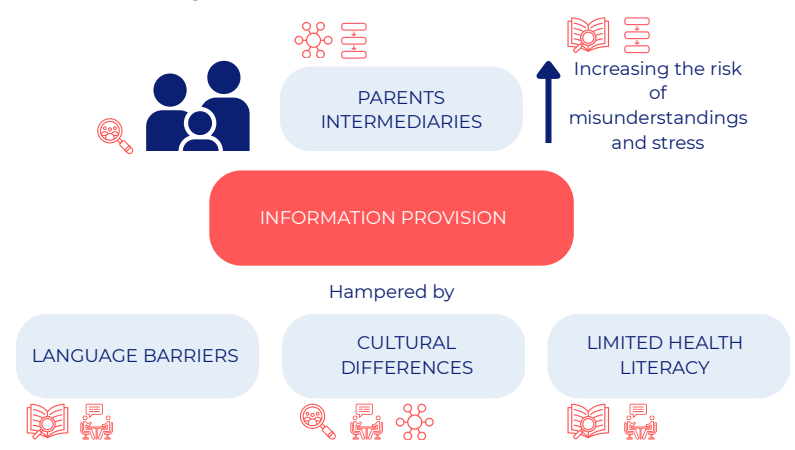 PARENTS
INTERMEDIARIES
Increasing the risk
of
misunderstandings
and stress
INFORMATION PROVISION
Hampered by
LANGUAGE BARRIERS
CULTURAL
DIFFERENCES
LIMITED HEALTH
LITERACY